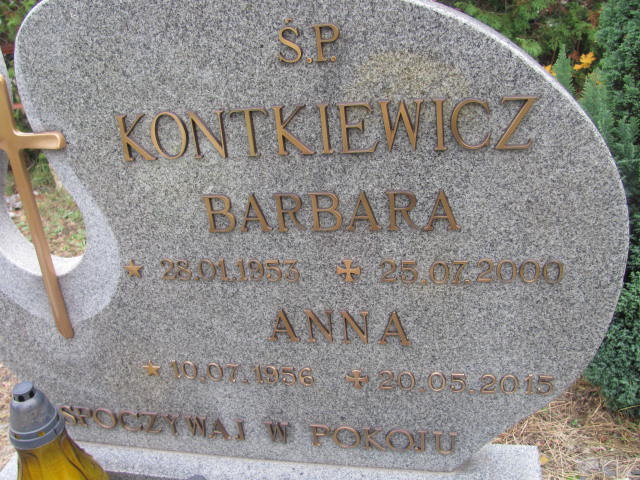 Ś.P.
KONTKIEWICZ
BARBARA
28.01.1953 25.07.2000
ANNA
10.07.1956 20.05.2015
SPOCZYWAJ W POKOJU